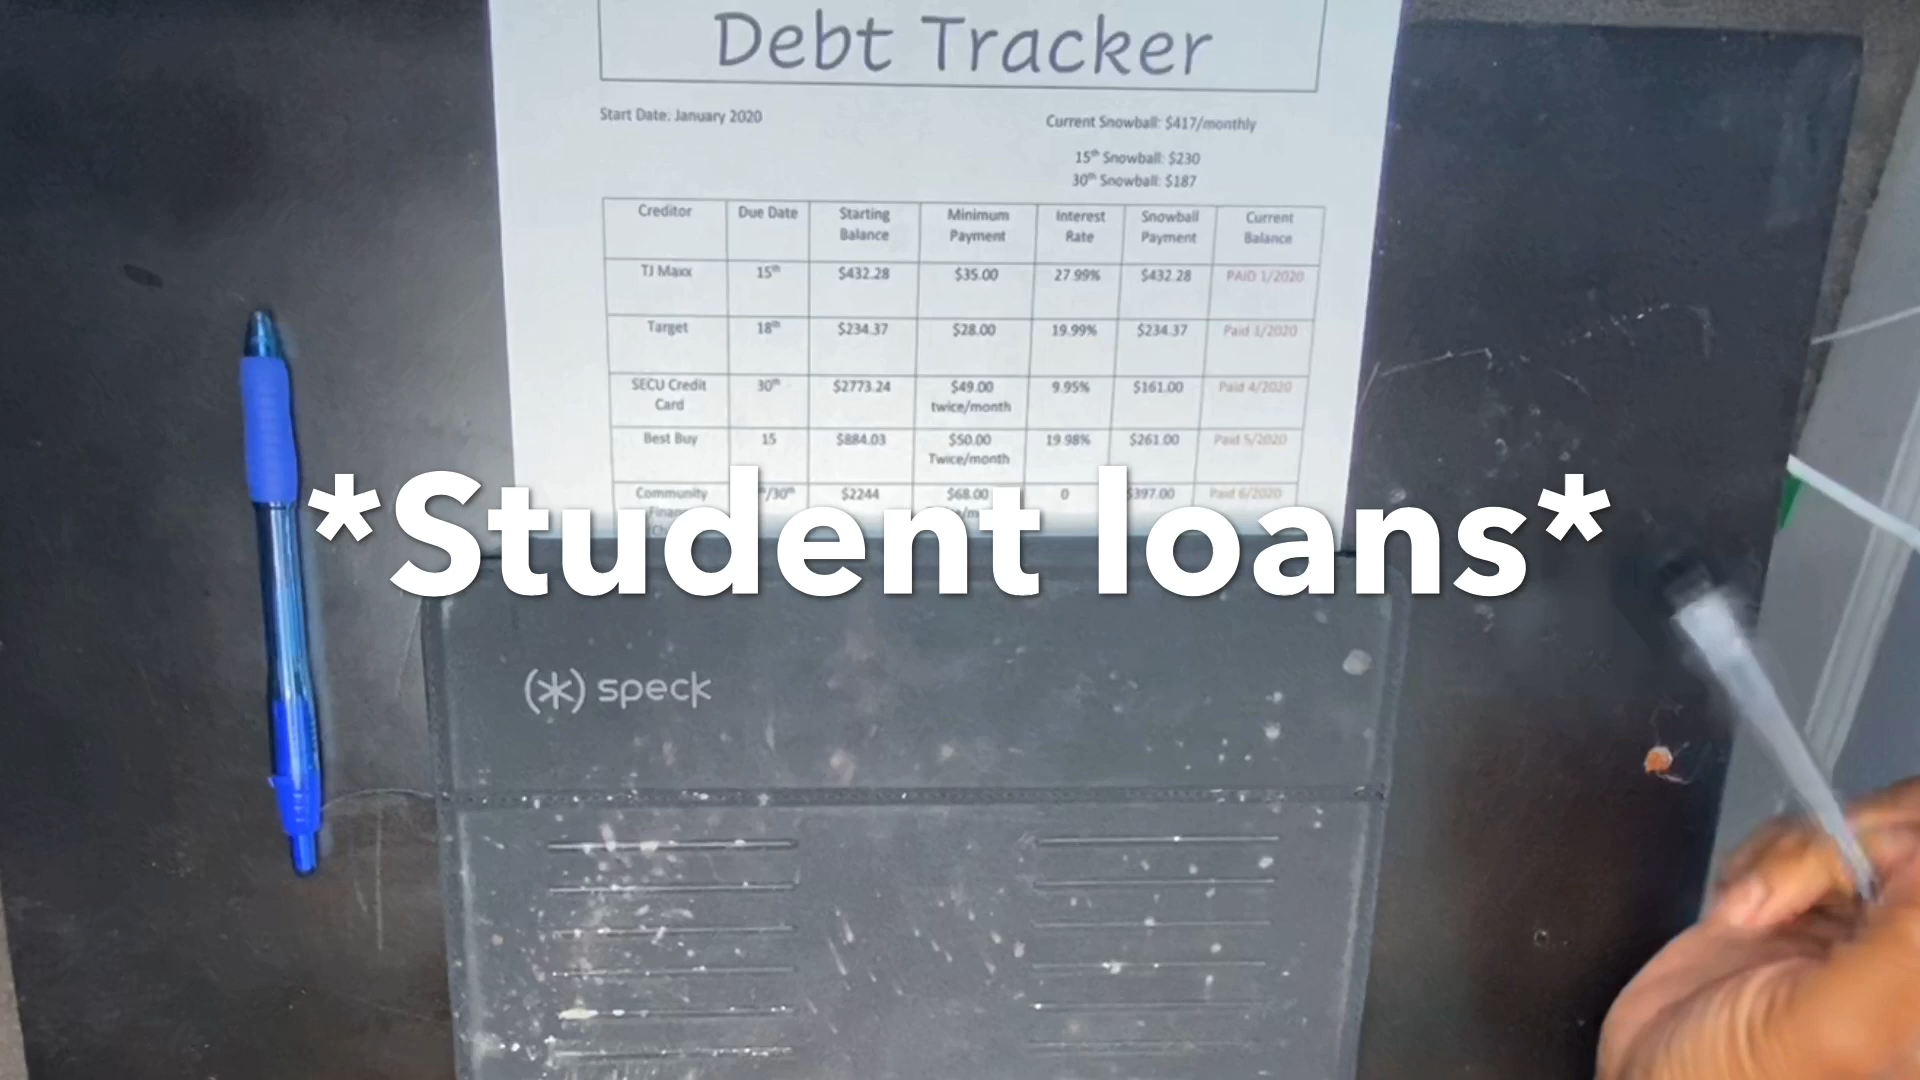 Debt Tracker
Start Date: January 2020
Current Snowball: $417/monthly
15th Snowball: $230
30th Snowball: $187
Creditor Due Date Starting Balance Minimum Payment Interest Rate Snowball Payment Current Balance
TJ Maxx 15th $432.28 $35.00 27.99% $432.28 PAID 1/2020
Target 18th $234.37 $28.00 19.99% $234.37 Paid 1/2020
SECU Credit Card 30th $2773.24 $49.00 twice/month 9.95% $161.00 Paid 4/2020
Best Buy 15 $884.03 $50.00 Twice/month 19.98% $261.00 Paid 5/2020
Community /30th $2244 $68.00 0 $397.00 Paid 6/2020
*Student loans*
speck